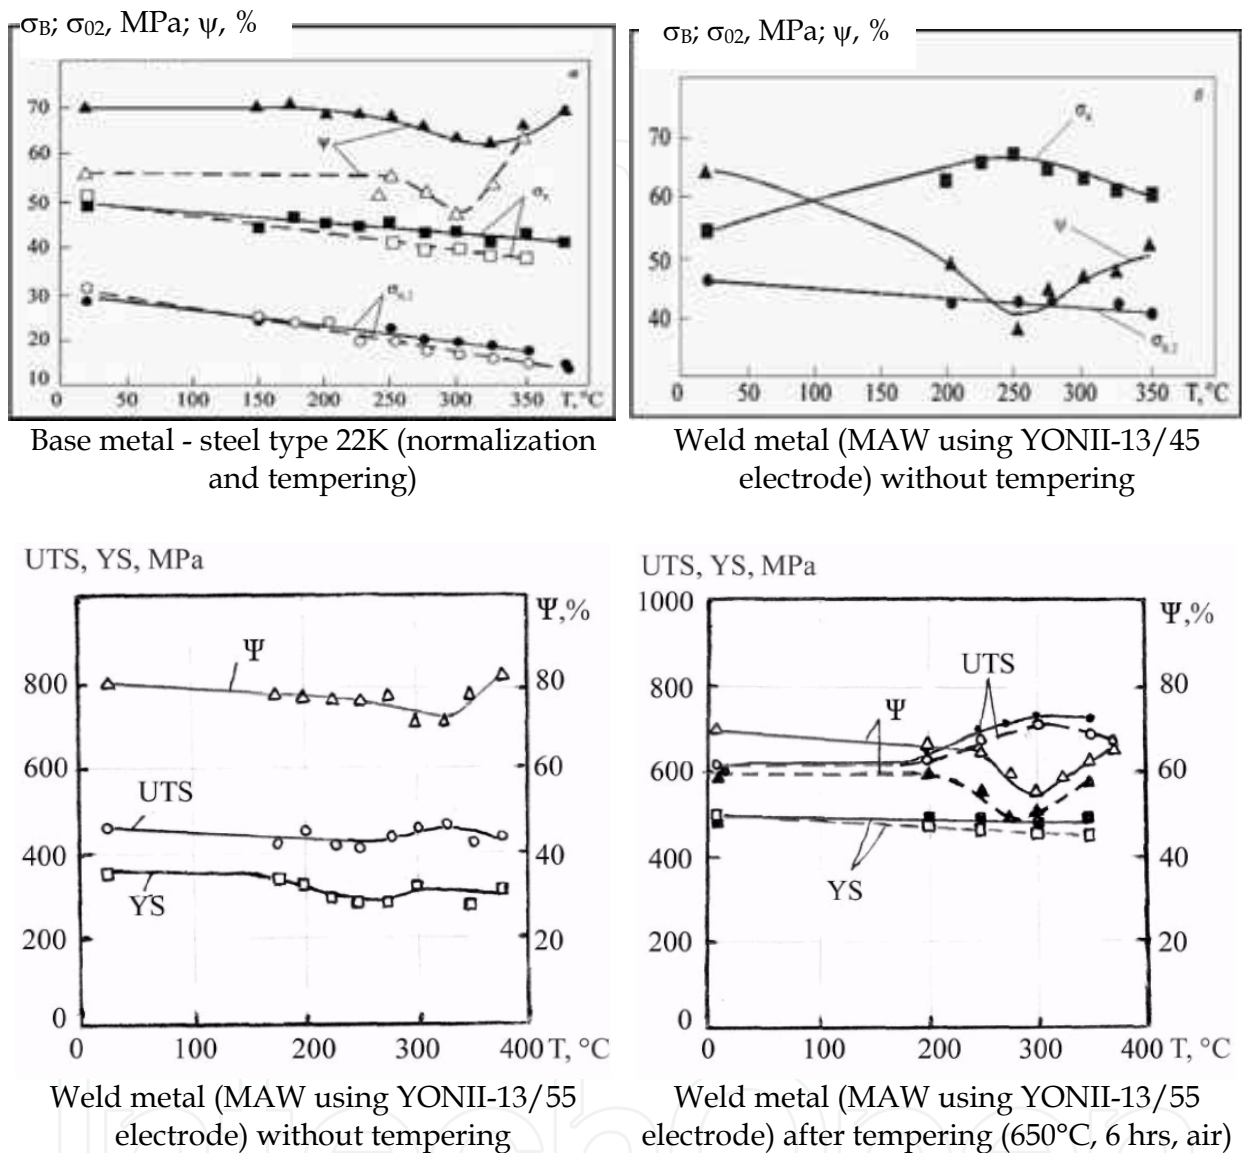 σB; σ02, MPa; ψ, %
70
60
50
40
30
20
10
0 50 100 150 200 250 300 350 T,°C
ψ
σ0,2
Base metal - steel type 22K (normalization
and tempering)
σB; σ02, MPa; ψ, %
70
60
50
40
0 50 100 150 200 250 300 350 T,°C
ψ
σ0,2
Weld metal (MAW using YONII-13/45
electrode) without tempering
UTS, YS, MPa
Ψ,%
800
600
400
200
0
80
60
40
20
Ψ
UTS
YS
0 100 200 300 400 T, °C
Weld metal (MAW using YONII-13/55
electrode) without tempering
UTS, YS, MPa
1000
800
600
400
200
0
Ψ,%
80
60
40
20
UTS
Ψ
YS
0 100 200 300 400 T, °C
Weld metal (MAW using YONII-13/55
electrode) after tempering (650°C, 6 hrs, air)